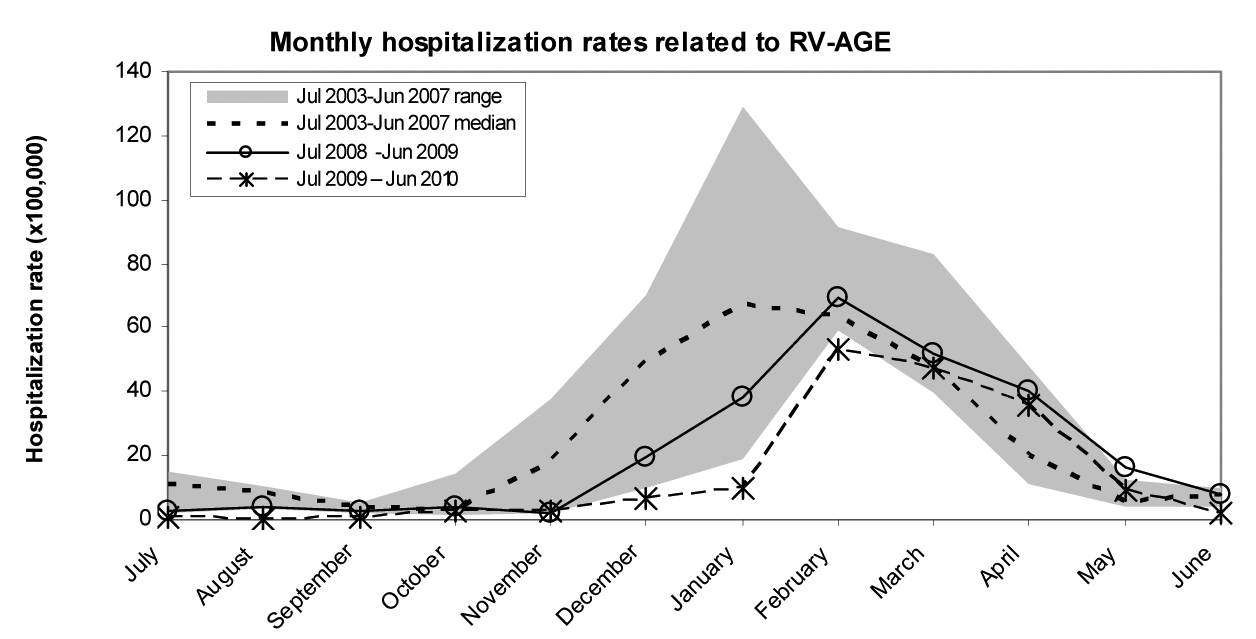 Monthly hospitalization rates related to RV-AGE
Hospitalization rate (x100,000)
140
120
100
80
60
40
20
0
Jul 2003-Jun 2007 range
Jul 2003-Jun 2007 median
Jul 2008 -Jun 2009
Jul 2009 – Jun 2010
July
August
September
October
November
December
January
February
March
April
May
June